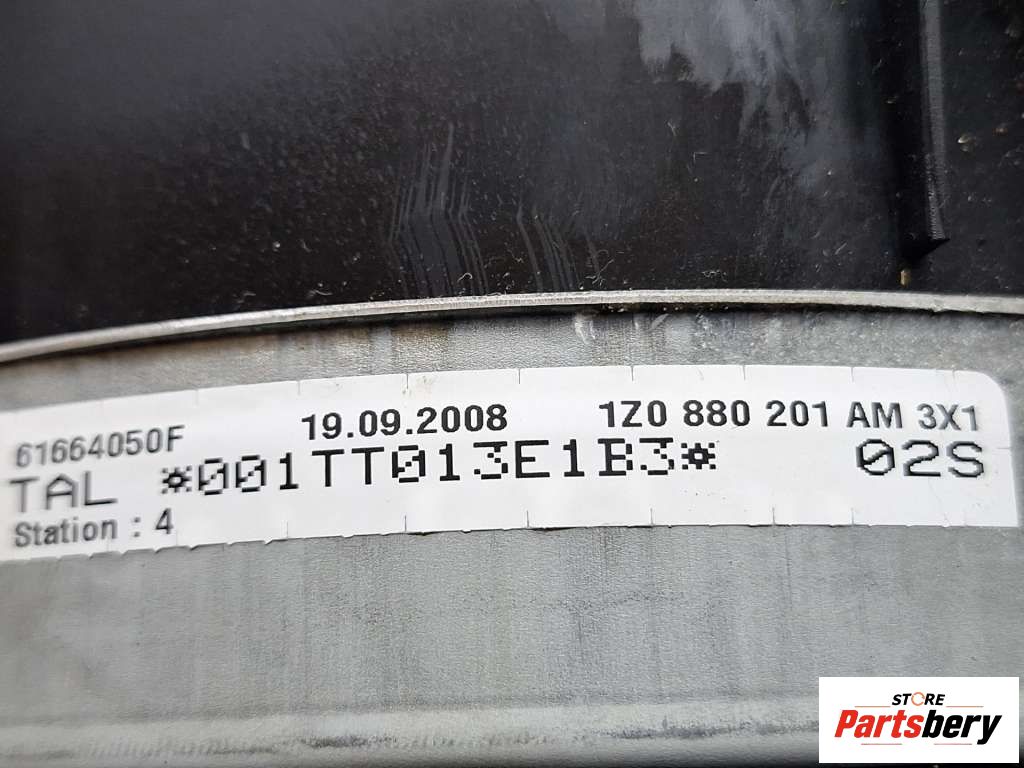 61664050F 19.09.2008 1Z0 880 201 AM 3X1
TAL *001TT013E1B3* 02S
Station : 4
STORE
Partsbery